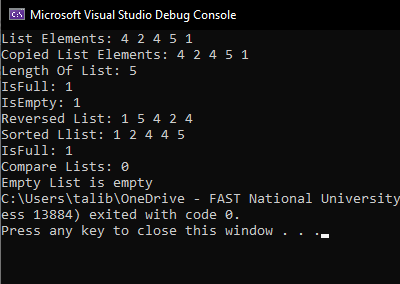 Microsoft Visual Studio Debug Console
List Elements: 4 2 4 5 1
Copied List Elements: 4 2 4 5 1
Length Of List: 5
IsFull: 1
IsEmpty: 1
Reversed List: 1 5 4 2 4
Sorted Llist: 1 2 4 4 5
IsFull: 1
Compare Lists: 0
Empty List is empty
C:\Users\talib\OneDrive - FAST National University
ess 13884) exited with code 0.
Press any key to close this window . . .